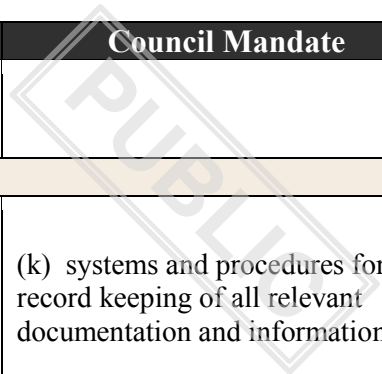 Council Mandate
PUBLIC
(k) systems and procedures for
record keeping of all relevant
documentation and information